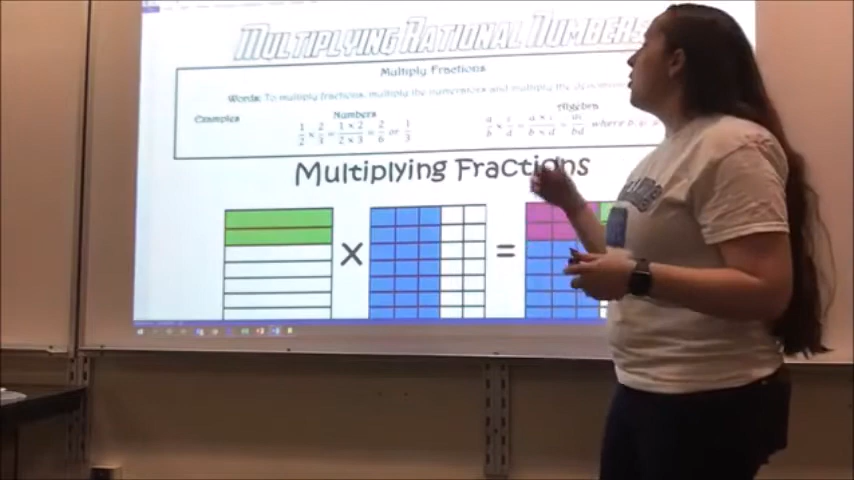 Multiplying Rational Numbers
Multiply Fractions
Words: To multiply fractions, multiply the numerators and multiply the
Examples Numbers Algebra
1/2 × 2/3 = 1 × 2 / 2 × 3 = 2/6 or 1/3 where
Multiplying Fractions
× =